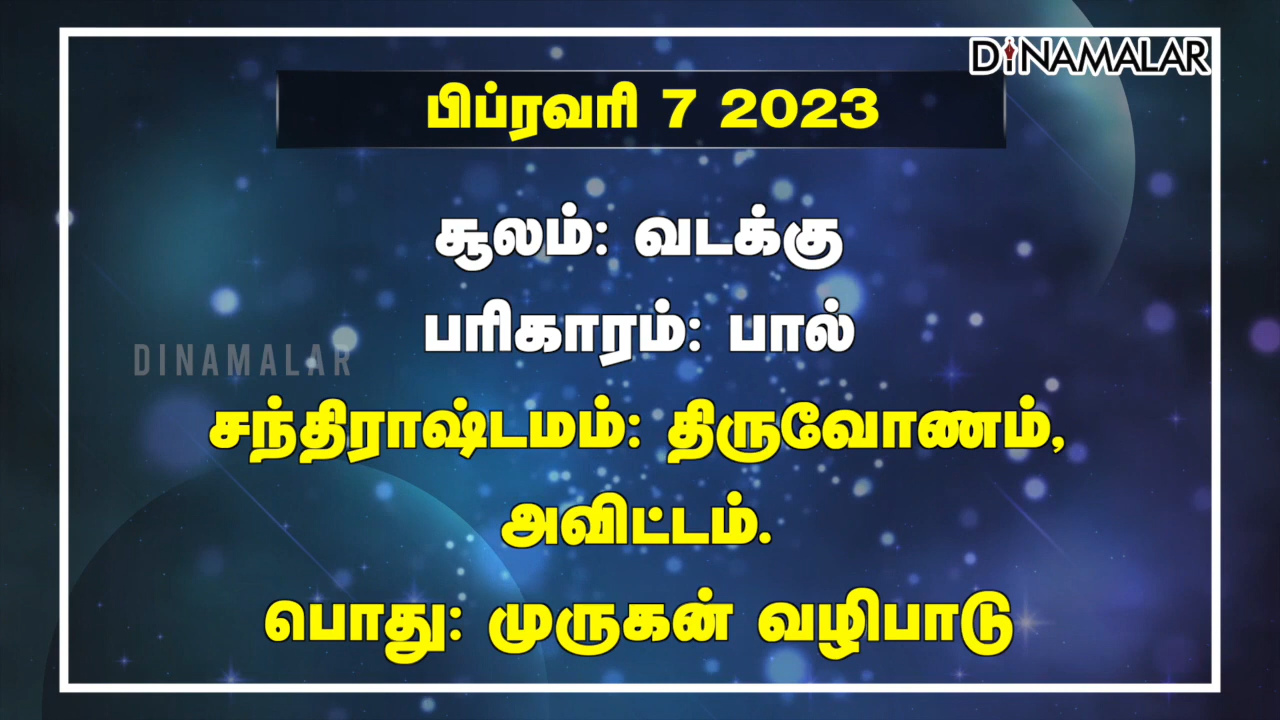 DINAMALAR
பிப்ரவரி 7 2023
சூலம்: வடக்கு
பரிகாரம்: பால்
DINAMALAR
சந்திராஷ்டமம்: திருவோணம்,
அவிட்டம்.
பொது: முருகன் வழிபாடு